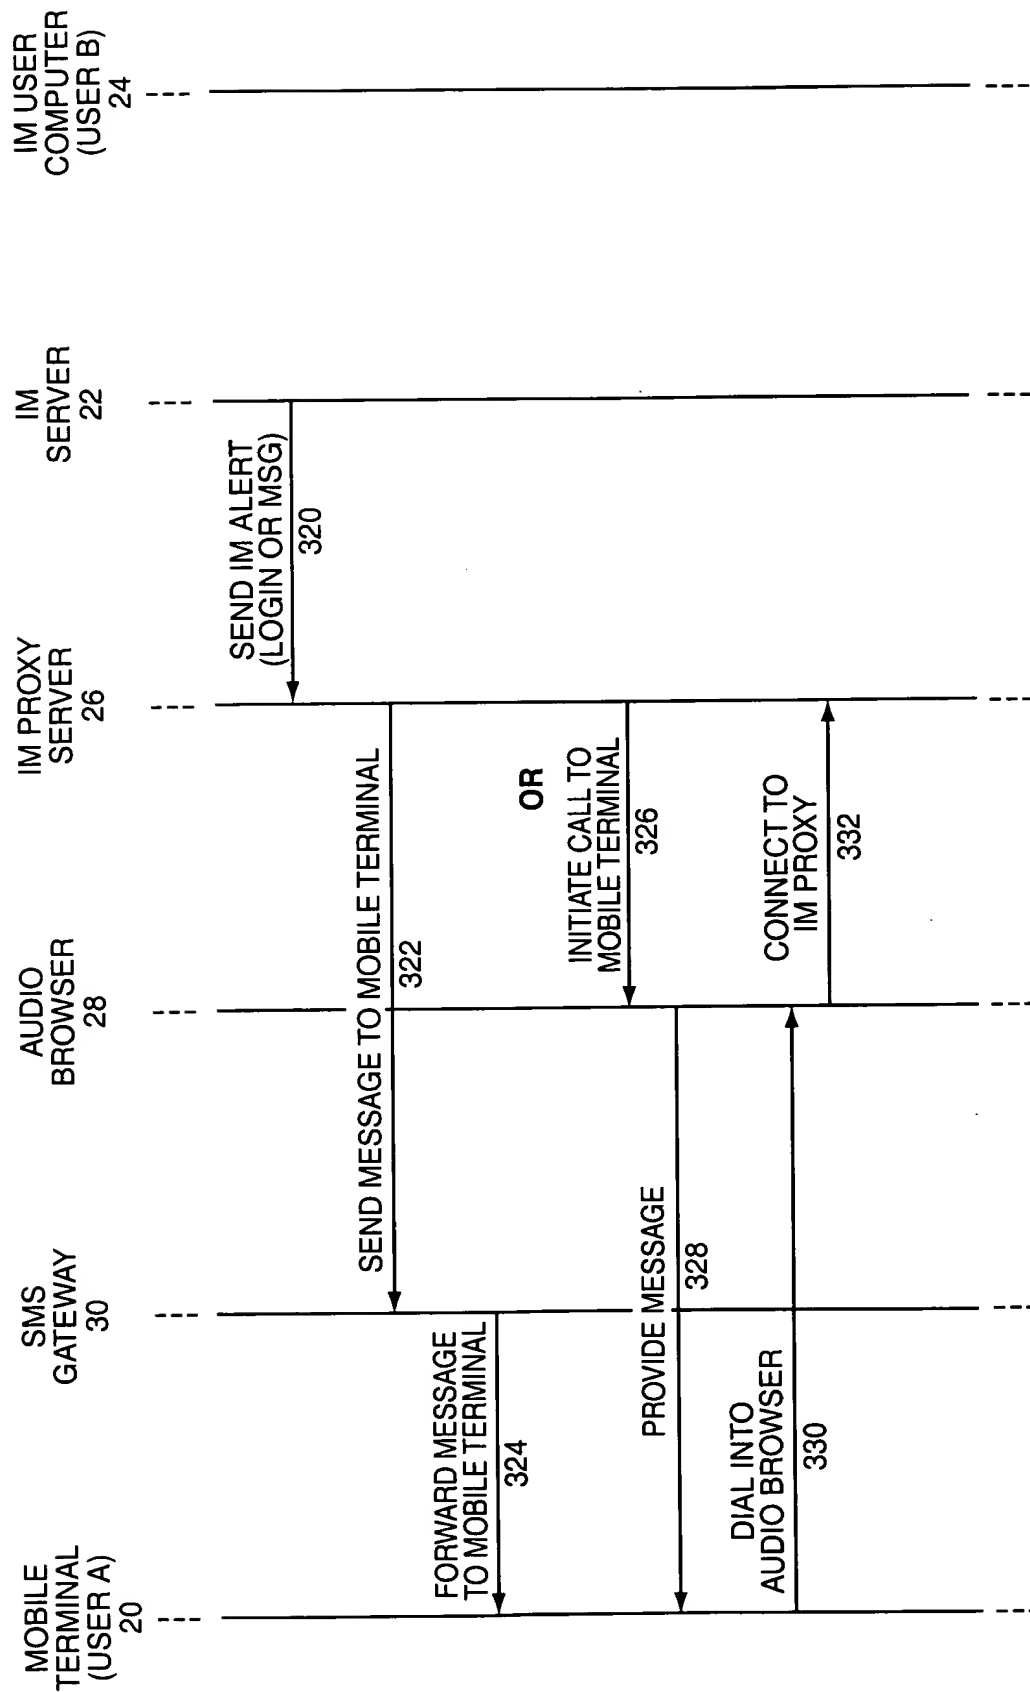 MOBILE
TERMINAL
(USER A)
20
SMS
GATEWAY
30
AUDIO
BROWSER
28
IM PROXY
SERVER
26
IM
SERVER
22
IM USER
COMPUTER
(USER B)
24
SEND IM ALERT
(LOGIN OR MSG)
320
SEND MESSAGE TO MOBILE TERMINAL
322
FORWARD MESSAGE
TO MOBILE TERMINAL
324
OR
INITIATE CALL TO
MOBILE TERMINAL
326
PROVIDE MESSAGE
328
DIAL INTO
AUDIO BROWSER
330
CONNECT TO
IM PROXY
332